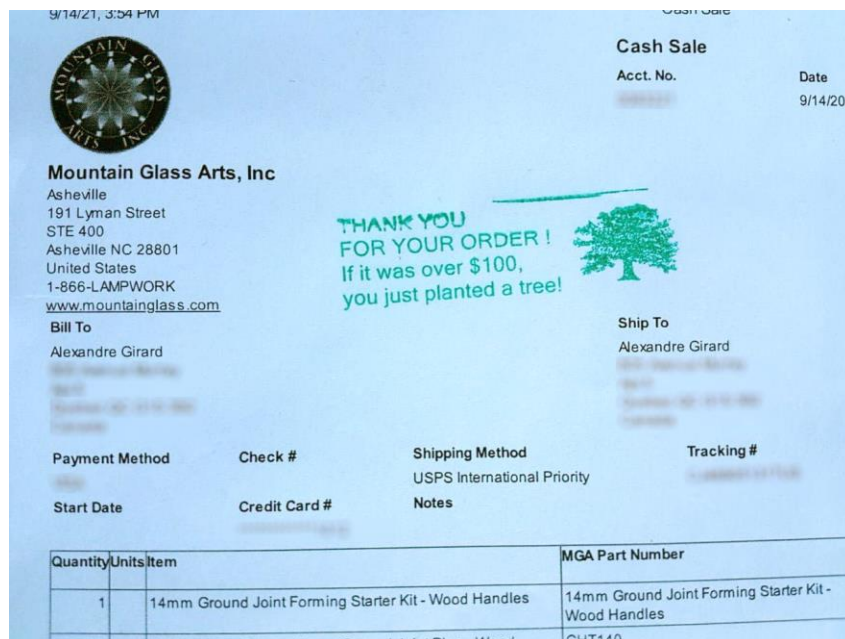 9/14/21, 3:54 PM
Cash Sale
MOUNTAIN GLASS
ARTS INC
Cash Sale
Acct. No.
Date
9/14/20
Mountain Glass Arts, Inc
Asheville
191 Lyman Street
STE 400
Asheville NC 28801
United States
1-866-LAMPWORK
www.mountainglass.com
THANK YOU
FOR YOUR ORDER !
If it was over $100,
you just planted a tree!
Bill To
Alexandre Girard
Ship To
Alexandre Girard
Payment Method
Check #
Shipping Method
Tracking #
USPS International Priority
Start Date
Credit Card #
Notes
Quantity Units Item MGA Part Number
1 14mm Ground Joint Forming Starter Kit - Wood Handles 14mm Ground Joint Forming Starter Kit -
Wood Handles